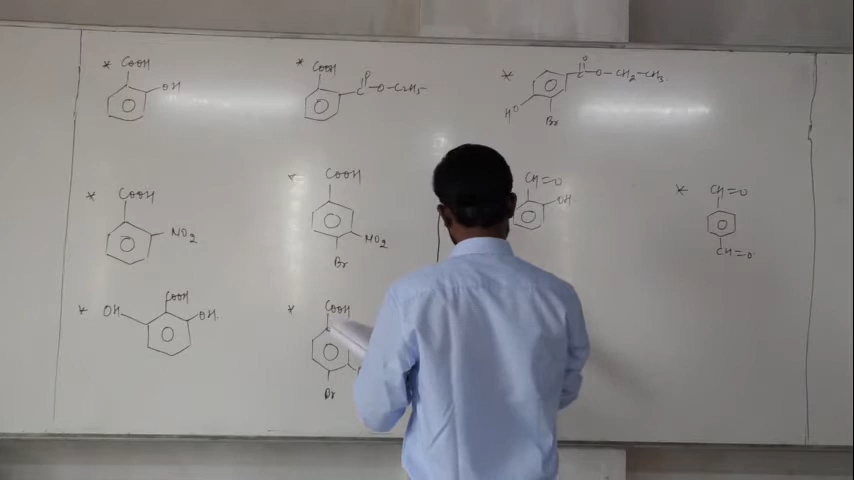 * COOH
OH
* COOH
O
C-O-C2H5-
* O
C-O-CH2-CH3
HO
Br
* COOH
NO2
COOH
NO2
Br
CH=O
OH
* CH=O
CH=O
* OH COOH OH
* COOH
Br